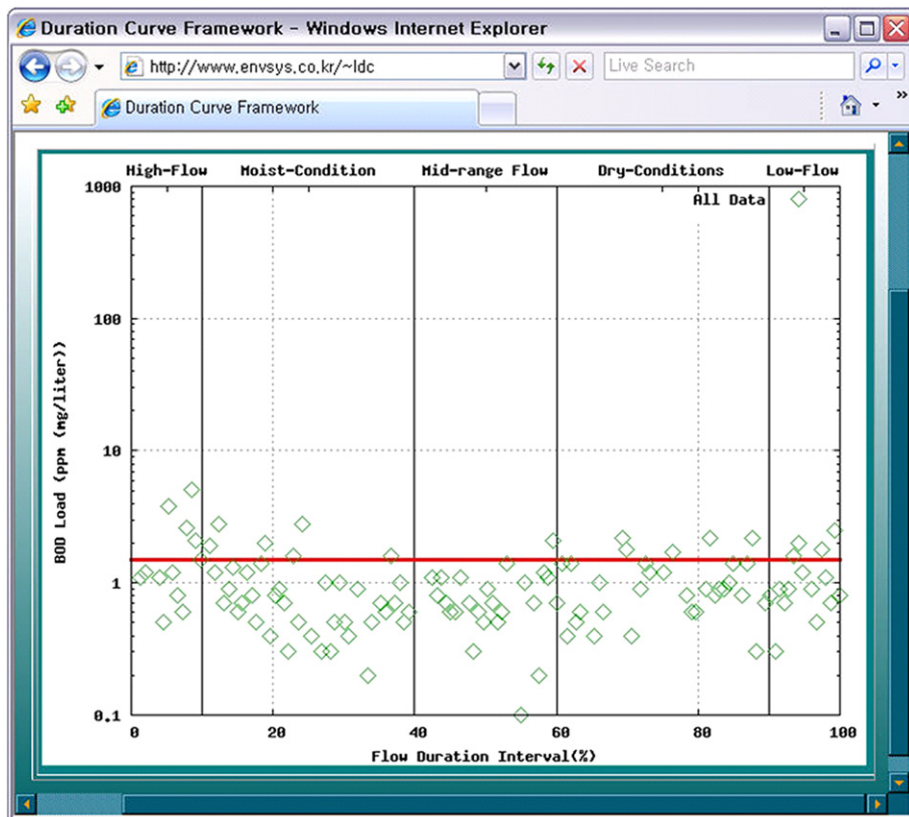 Duration Curve Framework - Windows Internet Explorer
http://www.envsys.co.kr/~ldc
Live Search
Duration Curve Framework
»
High-Flow Moist-Condition Mid-range Flow Dry-Conditions Low-Flow
All Data
1000
100
10
1
0.1
BOD Load (ppm (mg/liter))
0 20 40 60 80 100
Flow Duration Interval(%)